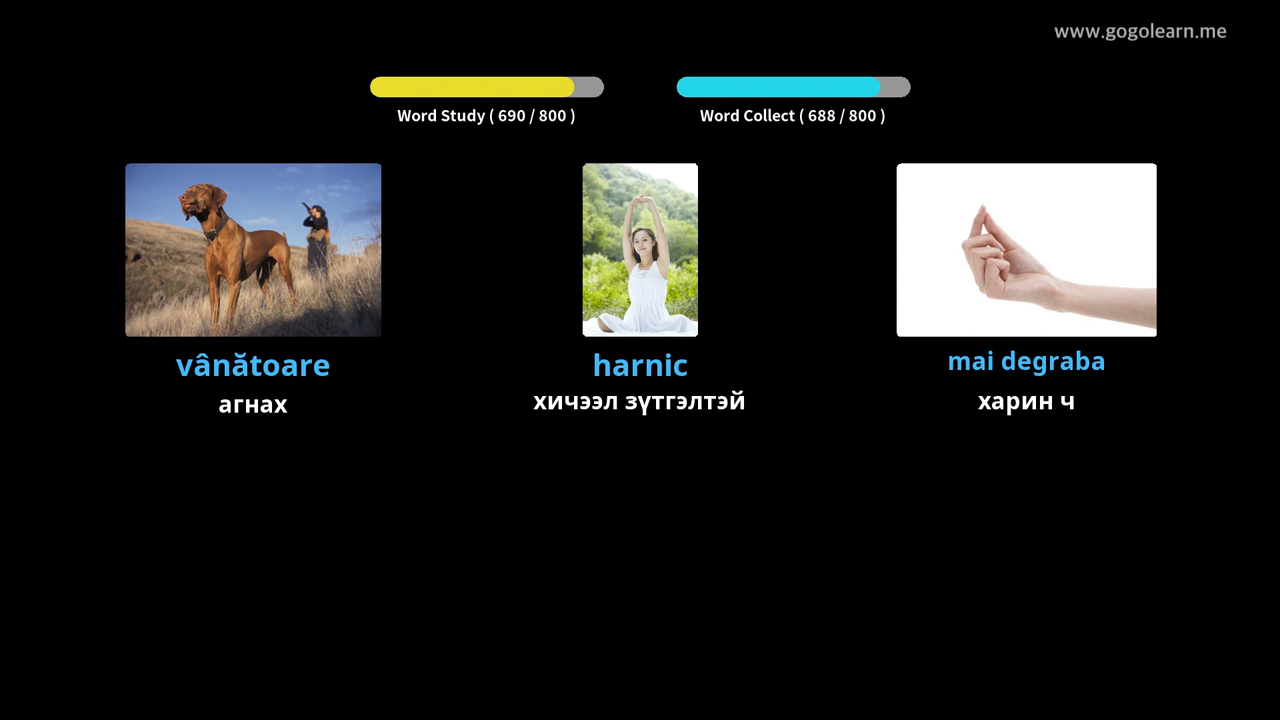 www.gogolearn.me
Word Study ( 690 / 800 )
Word Collect ( 688 / 800 )
vânătoare
агнах
harnic
хичээл зүтгэлтэй
mai degraba
харин ч